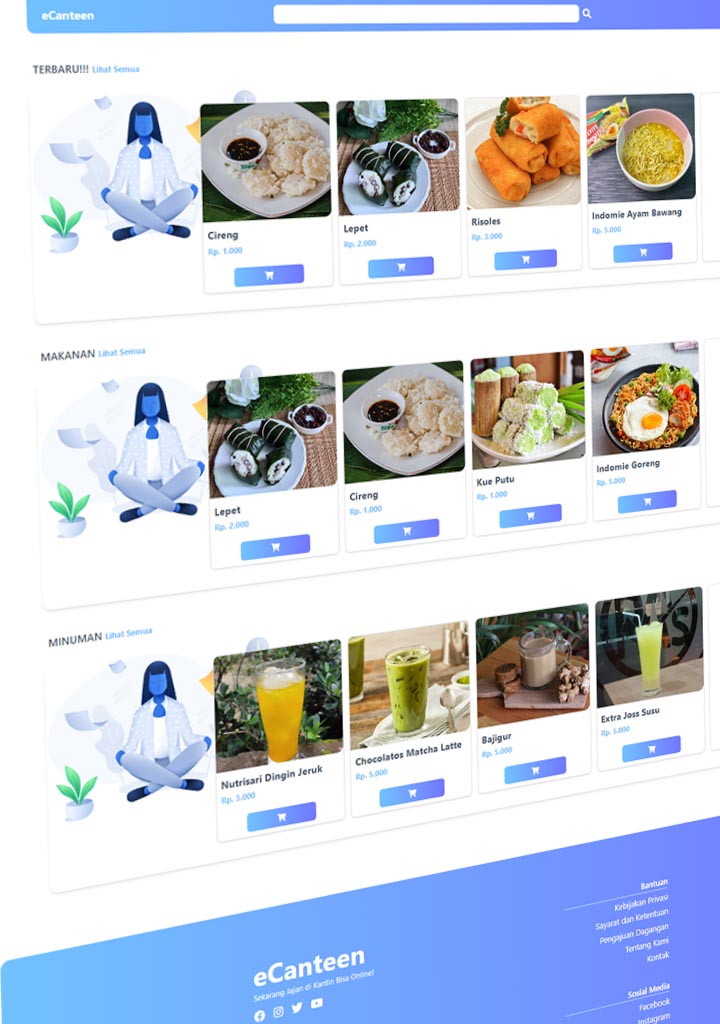 eCanteen
TERBARU!!! Lihat Semua
Cireng
Rp. 1.000
Lepet
Rp. 2.000
Risoles
Rp. 3.000
Indomie Ayam Bawang
Rp. 5.000
MAKANAN Lihat Semua
Lepet
Rp. 2.000
Cireng
Rp. 1.000
Kue Putu
Rp. 1.000
Indomie Goreng
Rp. 5.000
MINUMAN Lihat Semua
Nutrisari Dingin Jeruk
Rp. 3.000
Chocolatos Matcha Latte
Rp. 5.000
Bajigur
Rp. 5.000
Extra Joss Susu
Rp. 5.000
eCanteen
Sekarang Jajan di Kantin Bisa Online!
Bantuan
Kebijakan Privasi
Sayarat dan Ketentuan
Pengajuan Dagangan
Tentang Kami
Kontak
Sosial Media
Facebook
Instagram